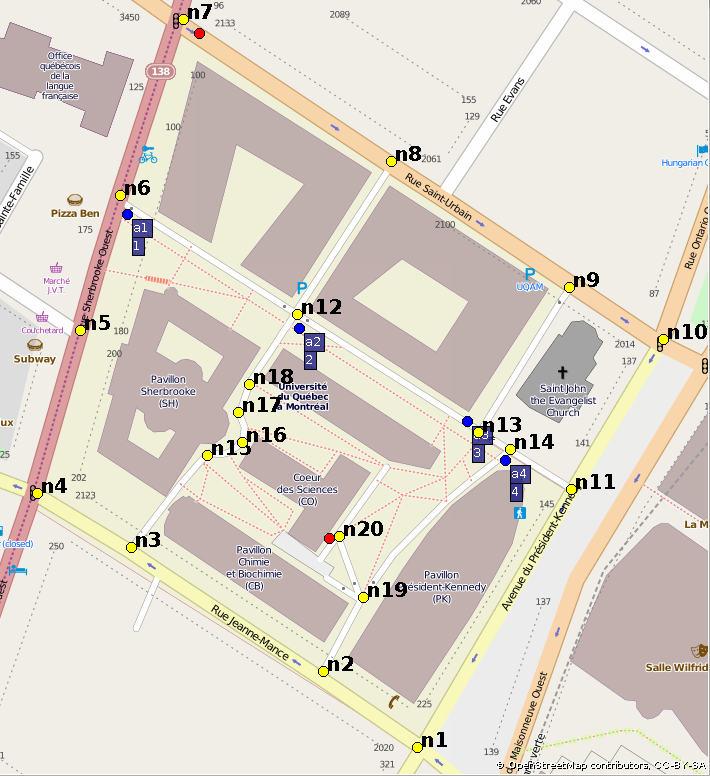 n7
96
2133
3450
2089
2060
Office
québécois
de la
langue
française
138
100
125
100
155
129
Rue Evans
n8
2061
Hungarian C
155
n6
Rue Saint-Urbain
Pizza Ben
a1
1
175
2100
Rue Sherbrooke Ouest
P
UQAM
n9
Marché
J.V.T.
P
n12
87
Couchetard
n5
180
a2
2
2014
n10
137
Subway
200
n18
Pavillon
Sherbrooke
(SH)
Université
du Québec
à Montréal
Saint John
the Evangelist
Church
n17
n13
n16
3
n14
141
n15
a4
4
202
Coeur
des Sciences
(CO)
n4
2123
n11
145
n20
(closed)
250
n3
Pavillon
Chimie
et Biochimie
(CB)
Pavillon
Président-Kennedy
(PK)
n19
Avenue du Président-Kennedy
137
Rue Jeanne-Mance
n2
Salle Wilfrid
225
n1
2020
321
139
de Maisonneuve Ouest
© OpenStreetMap contributors, CC-BY-SA